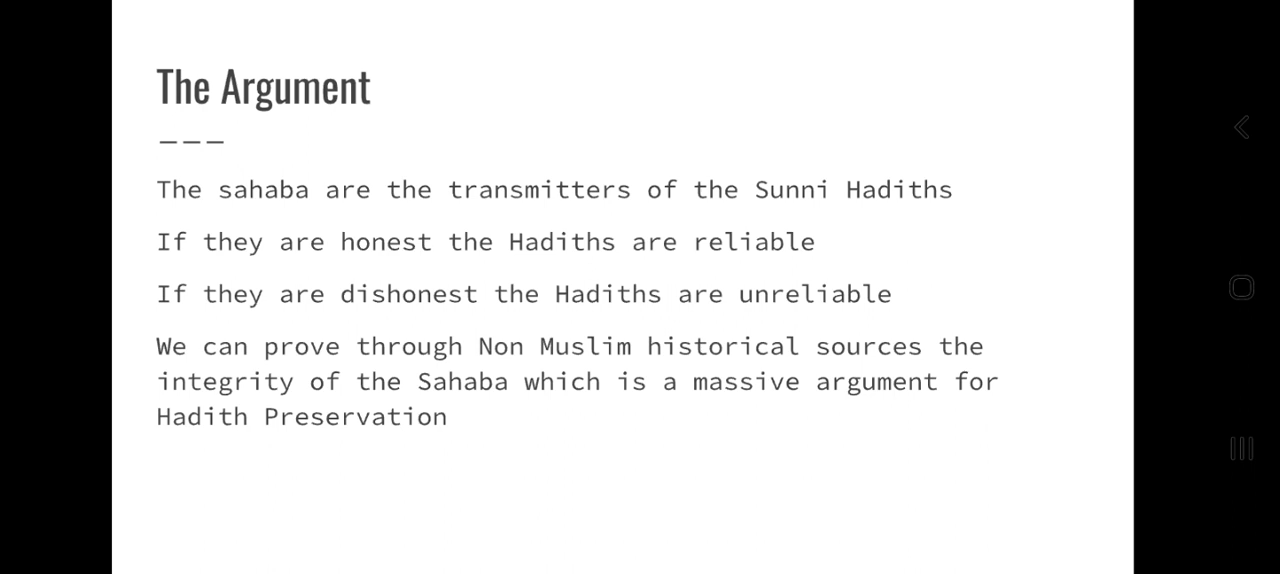 The Argument
———
The sahaba are the transmitters of the Sunni Hadiths
If they are honest the Hadiths are reliable
If they are dishonest the Hadiths are unreliable
We can prove through Non Muslim historical sources the
integrity of the Sahaba which is a massive argument for
Hadith Preservation